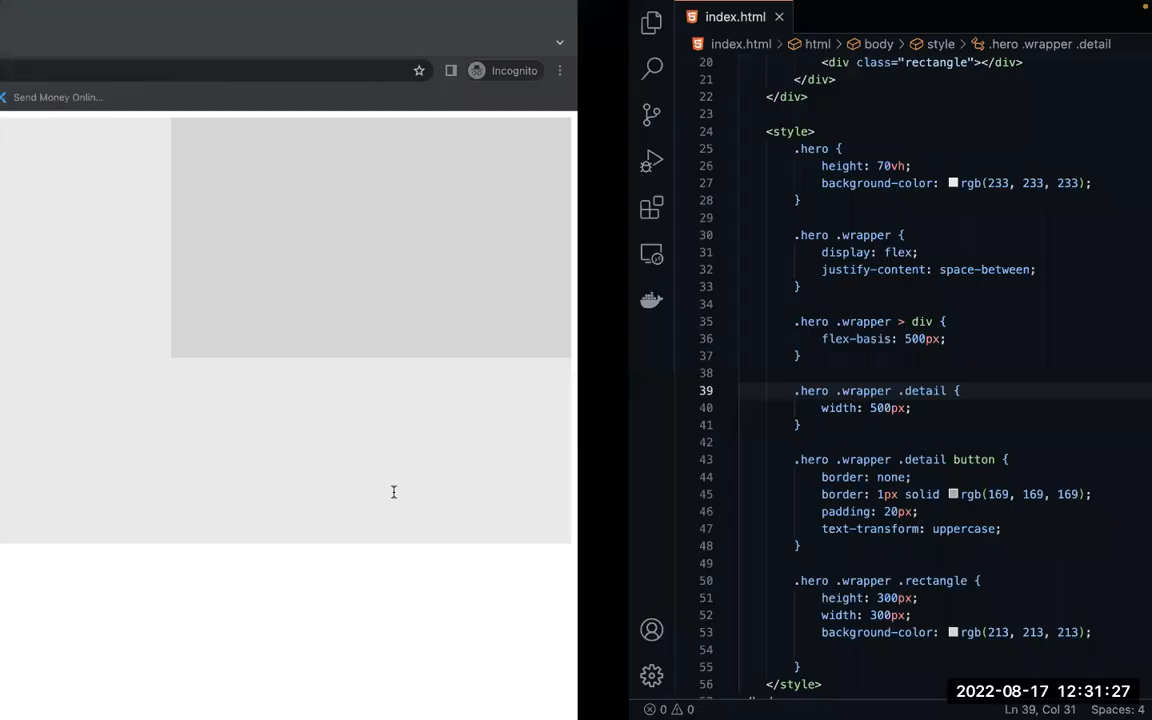 Incognito
Send Money Onlin...
index.html
index.html > html > body > style > .hero .wrapper .detail
20 <div class="rectangle"></div>
21 </div>
22 </div>
23
24 <style>
25 .hero {
26 height: 70vh;
27 background-color: rgb(233, 233, 233);
28 }
29
30 .hero .wrapper {
31 display: flex;
32 justify-content: space-between;
33 }
34
35 .hero .wrapper > div {
36 flex-basis: 500px;
37 }
38
39 .hero .wrapper .detail {
40 width: 500px;
41 }
42
43 .hero .wrapper .detail button {
44 border: none;
45 border: 1px solid rgb(169, 169, 169);
46 padding: 20px;
47 text-transform: uppercase;
48 }
49
50 .hero .wrapper .rectangle {
51 height: 300px;
52 width: 300px;
53 background-color: rgb(213, 213, 213);
54
55 }
56 </style>
2022-08-17 12:31:27
0 0 Ln 39, Col 31 Spaces: 4